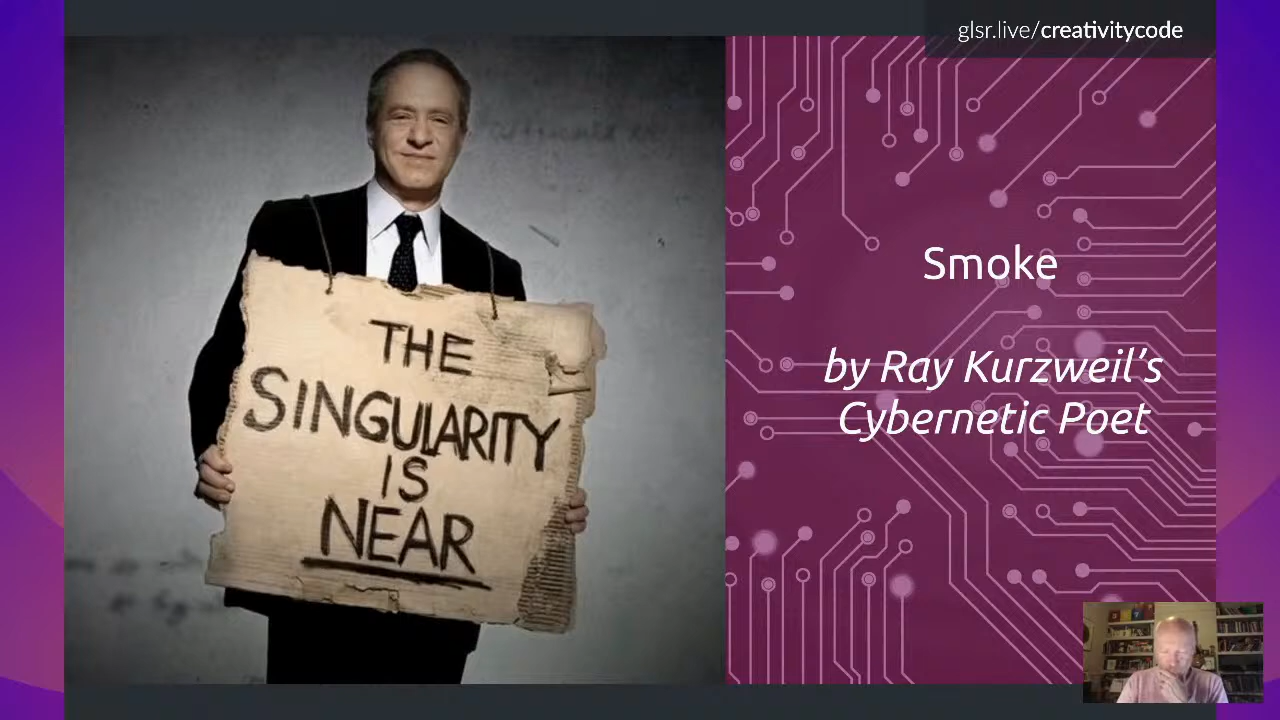 glsr.live/creativitycode
THE
SINGULARITY
IS
NEAR
Smoke
by Ray Kurzweil's
Cybernetic Poet